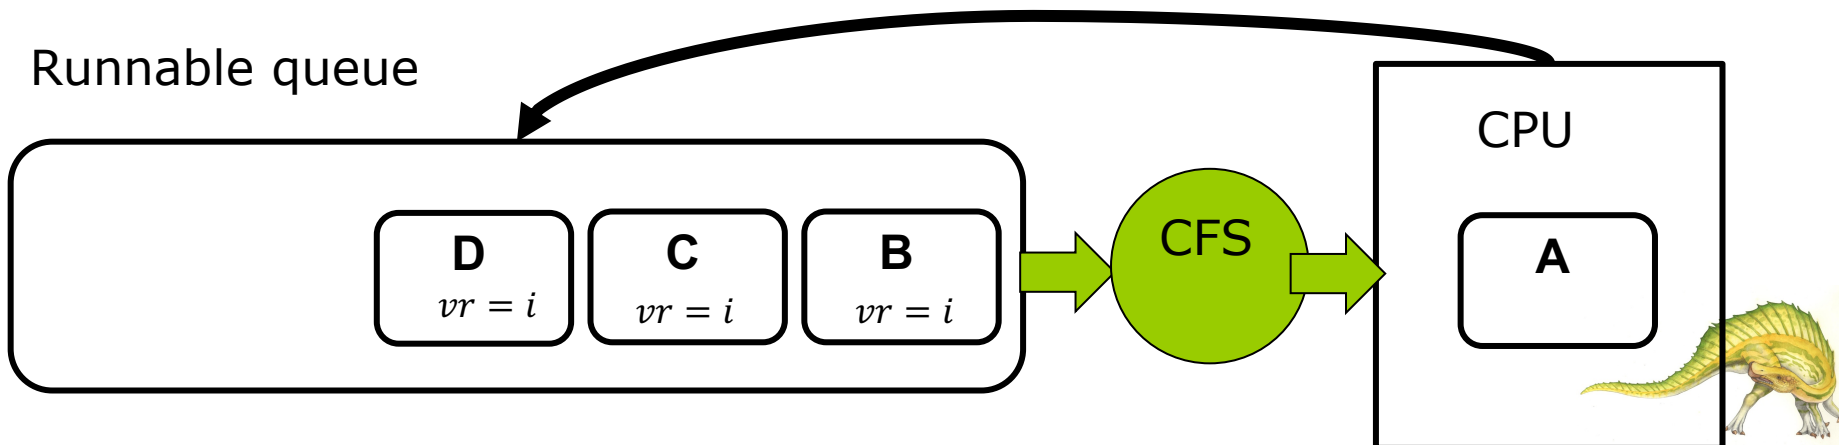 Runnable queue
CPU
D
vr = i
C
vr = i
B
vr = i
CFS
A